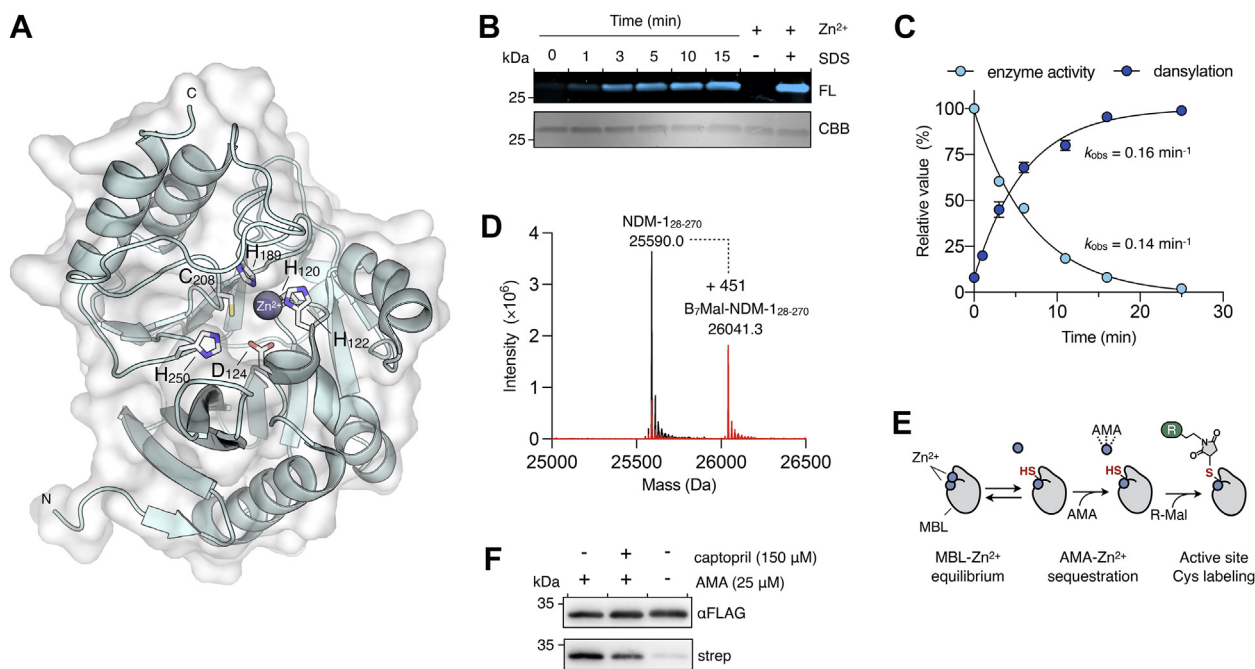 A
C
H189
C208
H120
Zn2+
H122
H250
D124
N
B
Time (min)
kDa 0 1 3 5 10 15 + + Zn²⁺
- + SDS
25 FL
25 CBB
C
enzyme activity dansylation
Relative value (%)
100
75
50
25
0
kobs = 0.16 min-1
kobs = 0.14 min-1
0 10 20 30
Time (min)
D
Intensity (×10⁶)
4
3
2
1
0
NDM-1₂₈₋₂₇₀
25590.0
+ 451
B₇Mal-NDM-1₂₈₋₂₇₀
26041.3
25000 25500 26000 26500
Mass (Da)
E
Zn²⁺
MBL
HS
AMA
AMA
HS
R-Mal
R
N
O
O
S
MBL-Zn²⁺
equilibrium
AMA-Zn²⁺
sequestration
Active site
Cys labeling
F
- + - captopril (150 μM)
kDa + + - AMA (25 μM)
35 αFLAG
35 strep